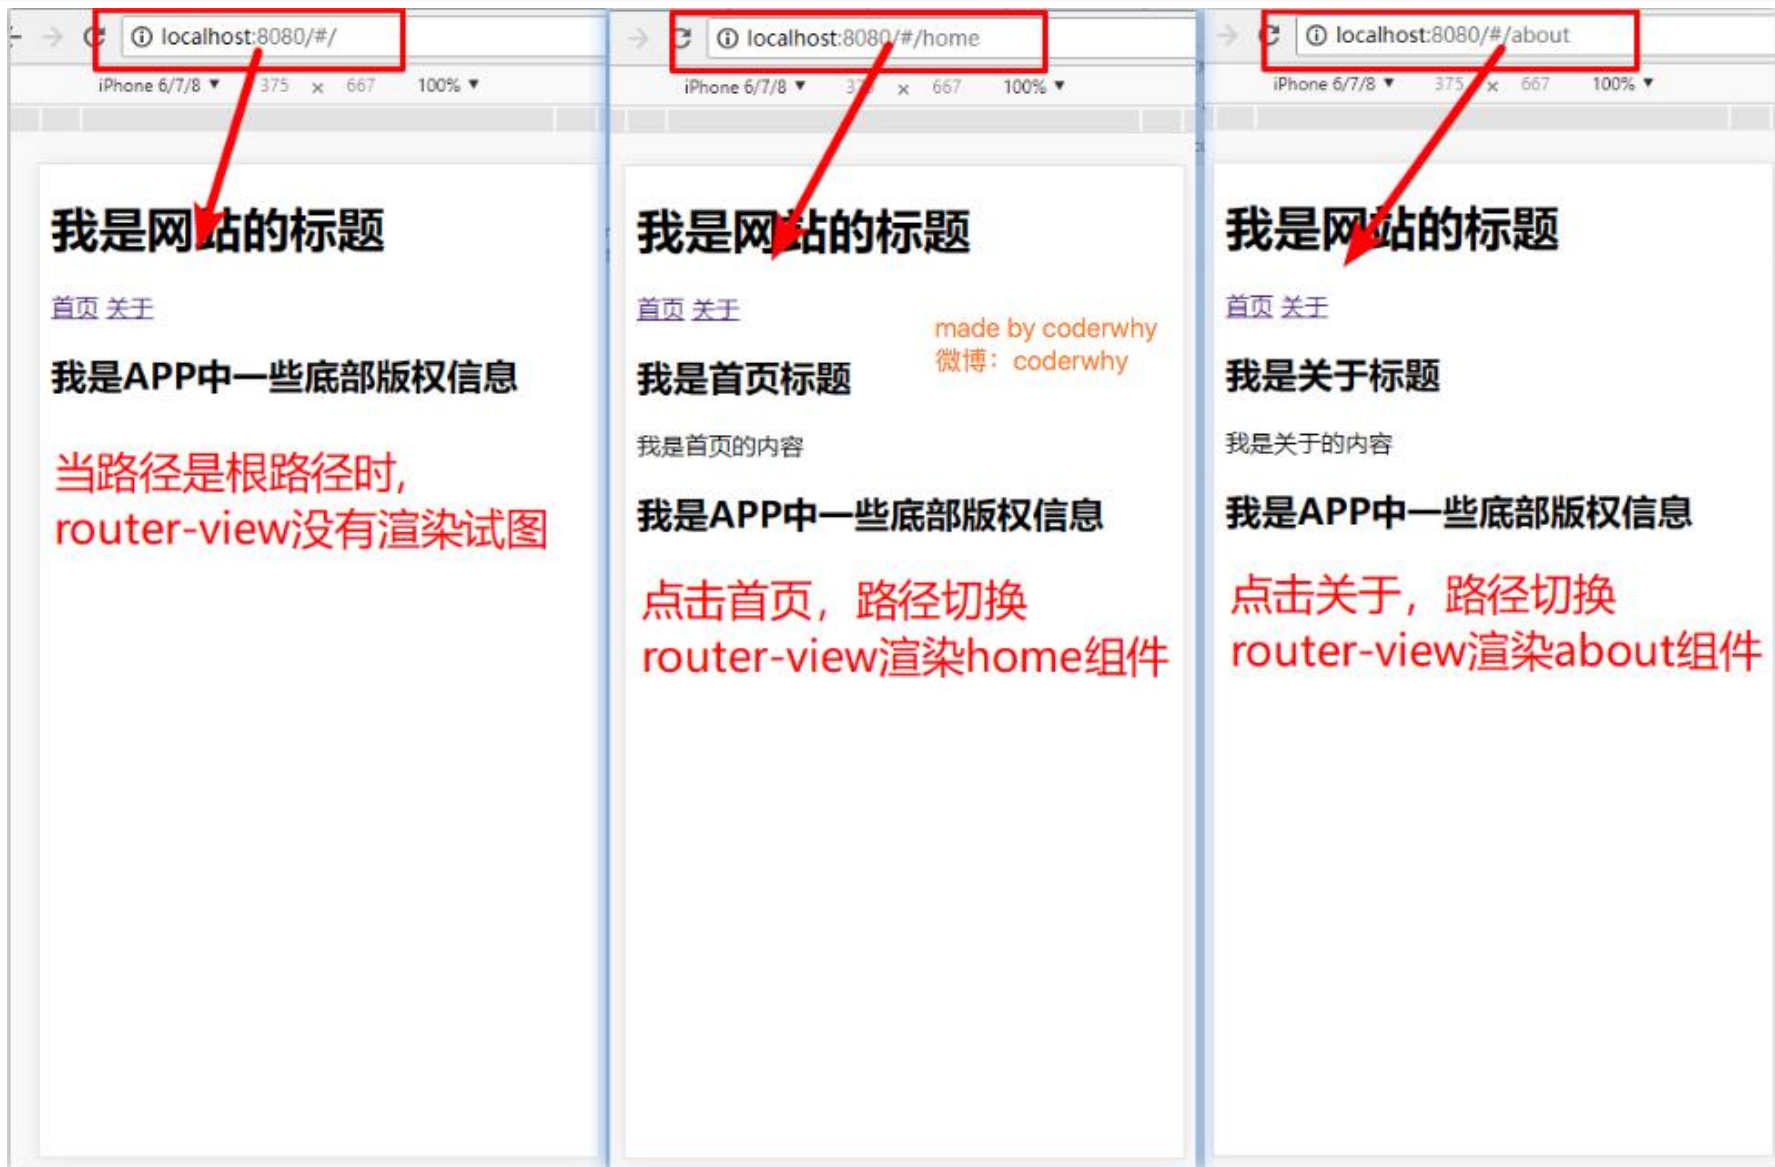 localhost:8080/#/
iPhone 6/7/8 ▼ 375 × 667 100% ▼
我是网站的标题
首页 关于
我是APP中一些底部版权信息
当路径是根路径时,
router-view没有渲染试图
localhost:8080/#/home
iPhone 6/7/8 ▼ 375 × 667 100% ▼
我是网站的标题
首页 关于
made by coderwhy
微博：coderwhy
我是首页标题
我是首页的内容
我是APP中一些底部版权信息
点击首页，路径切换
router-view渲染home组件
localhost:8080/#/about
iPhone 6/7/8 ▼ 375 × 667 100% ▼
我是网站的标题
首页 关于
我是关于标题
我是关于的内容
我是APP中一些底部版权信息
点击关于，路径切换
router-view渲染about组件